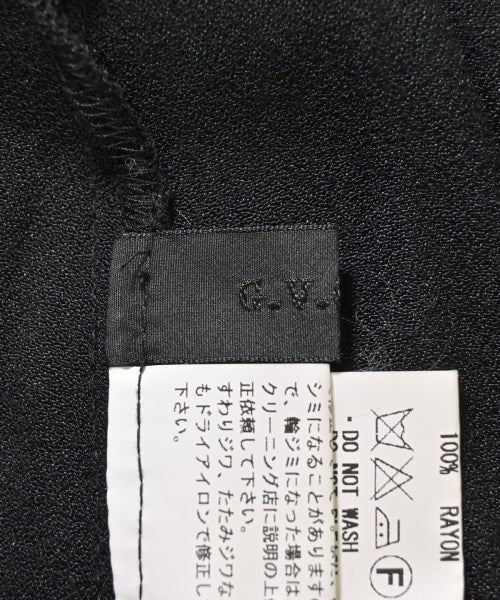 G.V.
シミになることがあります
で、輪ジミになった場合は
クリーニング店に説明の上
正依頼して下さい。
すわりジワ、たたみジワな
もドライアイロンで修正し
下さい。
100% RAYON
F
・DO NOT WASH